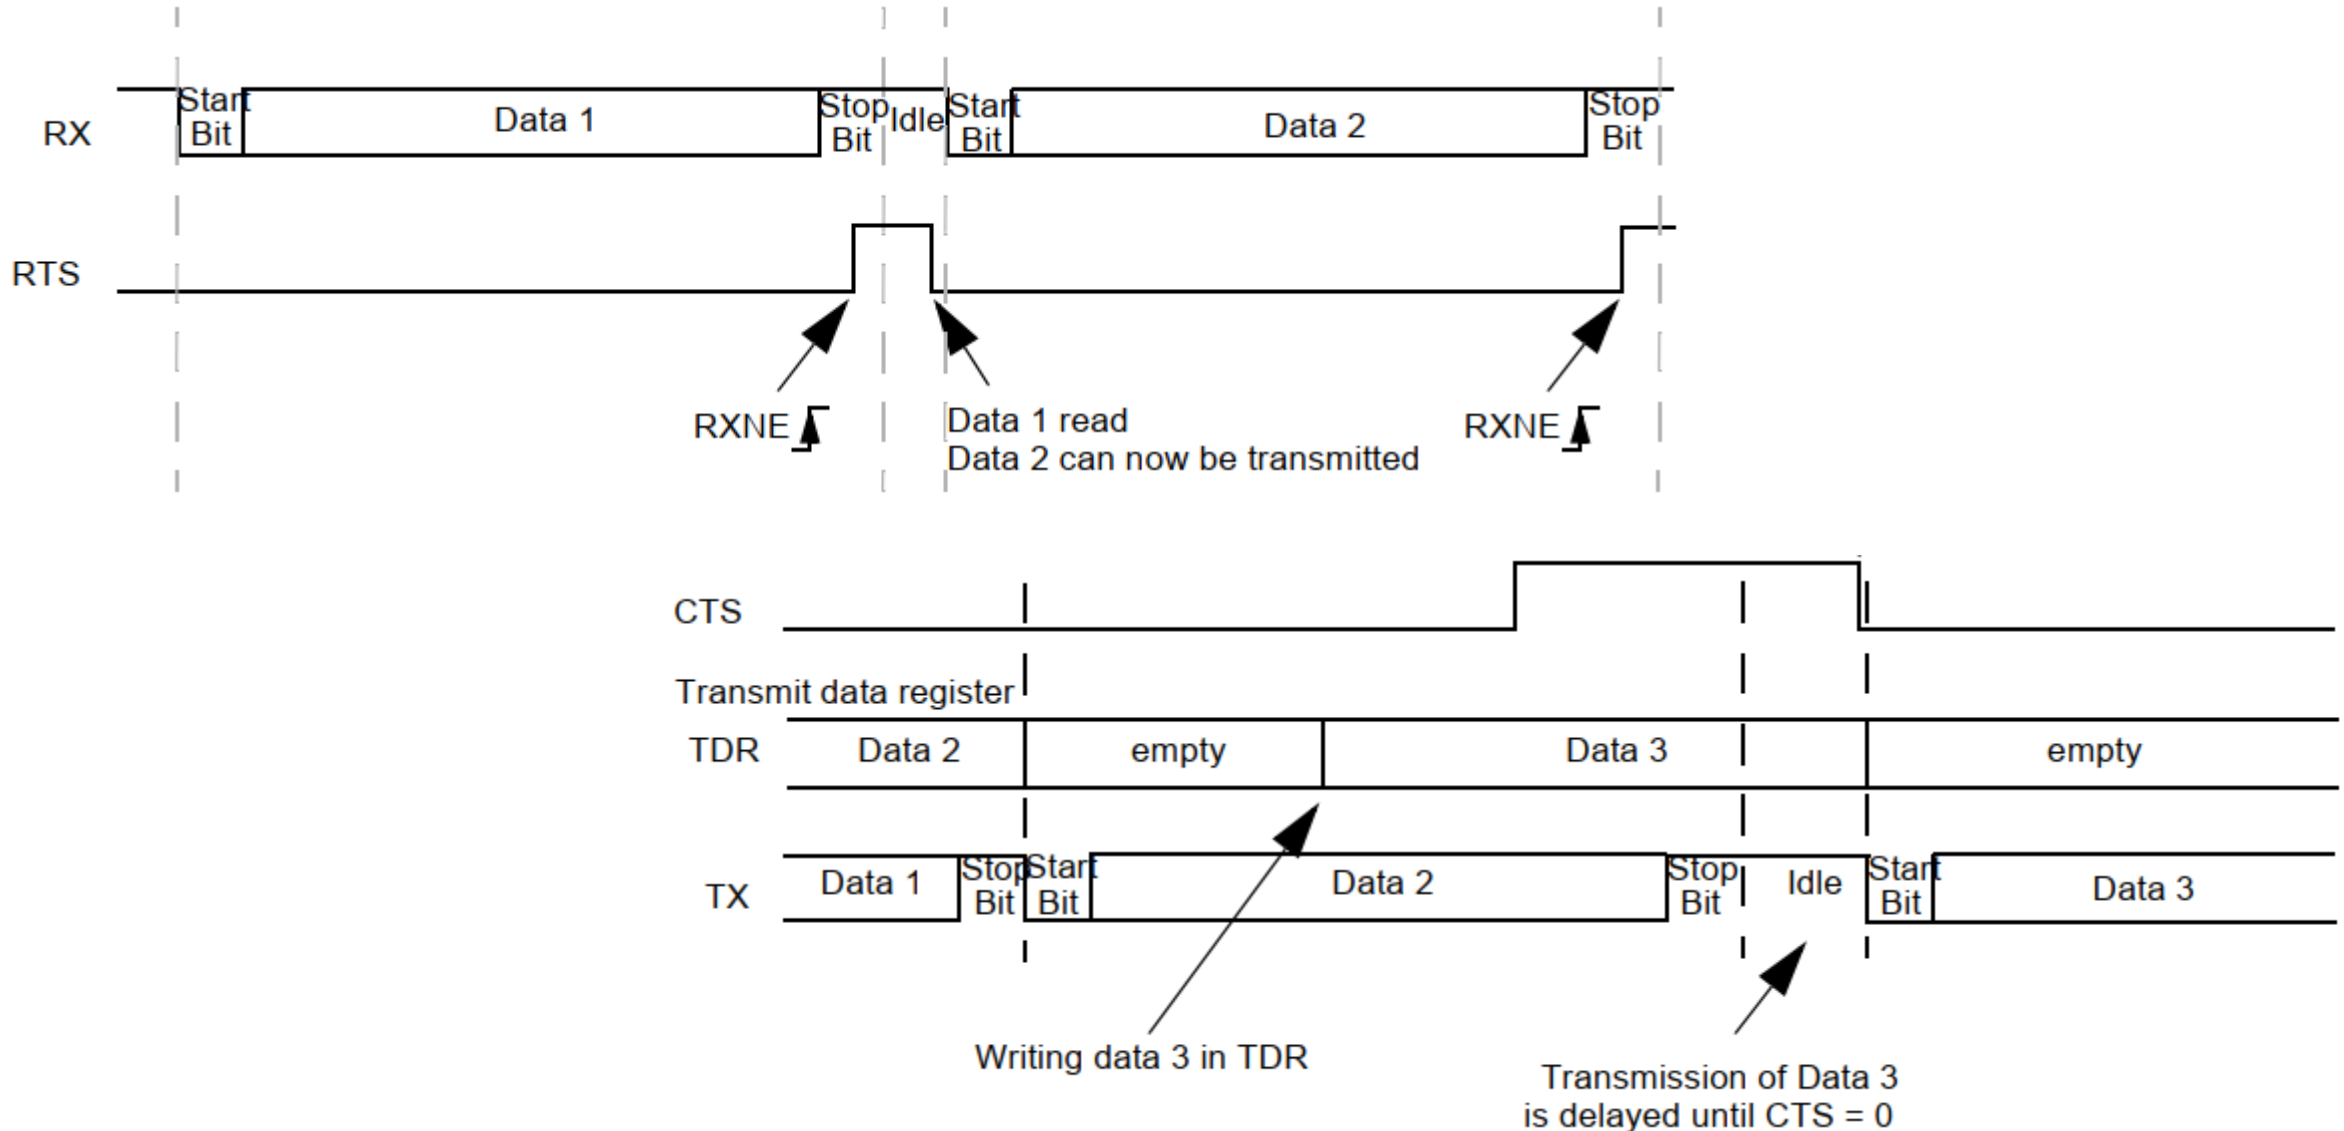 RX
Start
Bit
Data 1
Stop
Bit
Idle
Start
Bit
Data 2
Stop
Bit
RTS
RXNE
Data 1 read
Data 2 can now be transmitted
RXNE
CTS
Transmit data register
TDR
Data 2
empty
Data 3
empty
TX
Data 1
Stop
Bit
Start
Bit
Data 2
Stop
Bit
Idle
Start
Bit
Data 3
Writing data 3 in TDR
Transmission of Data 3
is delayed until CTS = 0